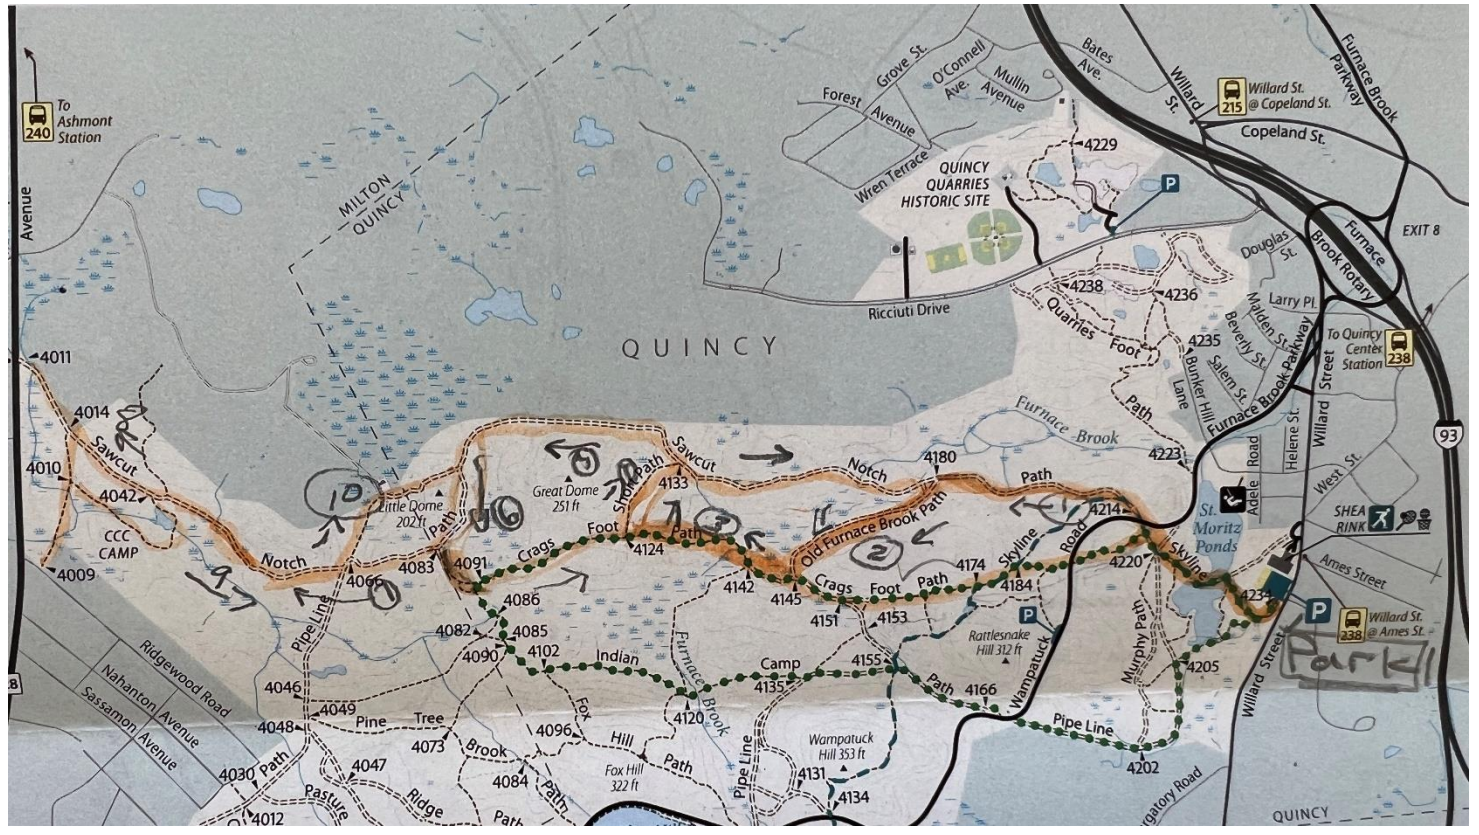 To
Ashmont
Station
240
Avenue
MILTON
QUINCY
Grove St.
O'Connell
Ave.
Mullin
Avenue
Forest Avenue
Wren Terrace
Bates
Ave.
Willard
St.
215
Willard St.
@ Copeland St.
Copeland St.
Furnace Brook
Parkway
4229
QUINCY
QUARRIES
HISTORIC SITE
P
EXIT 8
Furnace
Brook Rotary
Douglas
St.
Larry Pl.
Malden St.
Beverly St.
Salem St.
Bunker Hill
Lane
Furnace Brook Parkway
Willard Street
To Quincy
Center
Station
238
93
4238
4236
4235
Quarries Foot Path
Ricciuti Drive
QUINCY
4011
4014
4010
Sawcut
4042
CCC
CAMP
4009
Notch
4066
4083
Path
Little Dome
202 ft
Great Dome
251 ft
Short Path
Sawcut
4133
Notch
4180
Path
Furnace Brook
4223
4214
Old Furnace Brook Path
Skyline
Road
St.
Moritz
Ponds
Adele Road
Helene St.
West St.
SHEA
RINK
Ames Street
4091
Crags
Foot
4124
Path
4142
4145
Crags Foot Path
4151
4153
4174
4184
4220
Skyline
4234
P
238
Willard St.
@ Ames St.
Park
4086
4082
4085
4090
4102
Indian
Camp
4135
4155
Path
4166
Pipe Line
4202
4205
Murphy Path
Wampatuck
P
Rattlesnake
Hill 312 ft
Willard Street
Furnace Brook
4120
Pipe Line
Ridgewood Road
Nahanton Avenue
Sassamon Avenue
4046
4049
4048
Pine Tree
4073
Brook
4084
Path
Fox
4096
Hill
Path
Fox Hill
322 ft
Pipe Line
Wampatuck
Hill 353 ft
4131
4134
4030
Path
4047
Pasture
Ridge
Path
4012
QUINCY
1
2
3
4
6
7
9
10
11